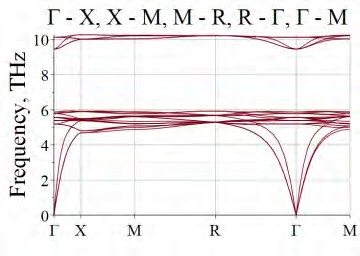 Γ - X, X - M, M - R, R - Γ, Γ - M
Frequency, THz
10
8
6
4
2
0
Γ X M R Γ M